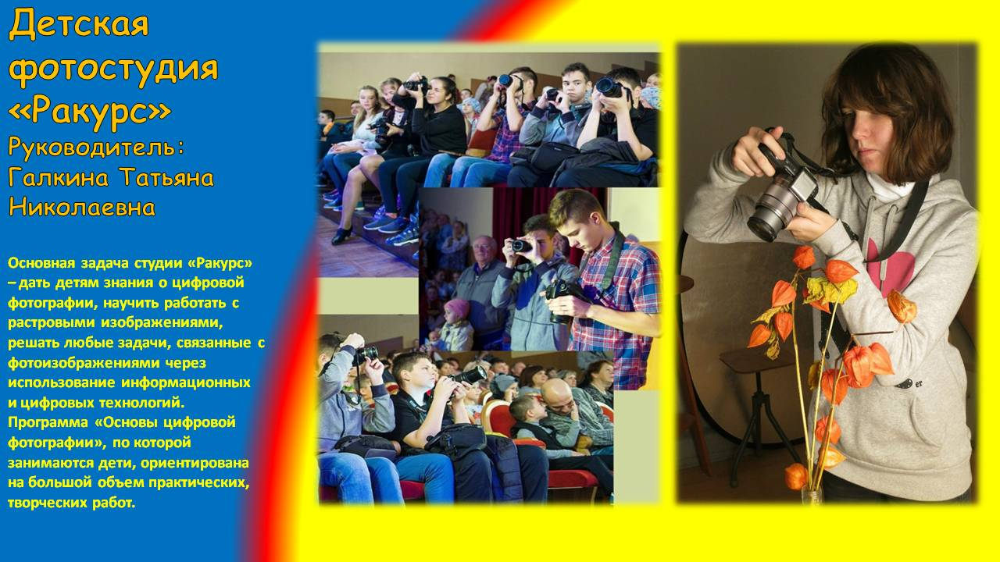 Детская
фотостудия
«Ракурс»
Руководитель:
Галкина Татьяна
Николаевна
Основная задача студии «Ракурс»
– дать детям знания о цифровой
фотографии, научить работать с
растровыми изображениями,
решать любые задачи, связанные с
фотоизображениями через
использование информационных
и цифровых технологий.
Программа «Основы цифровой
фотографии», по которой
занимаются дети, ориентирована
на большой объем практических,
творческих работ.
er